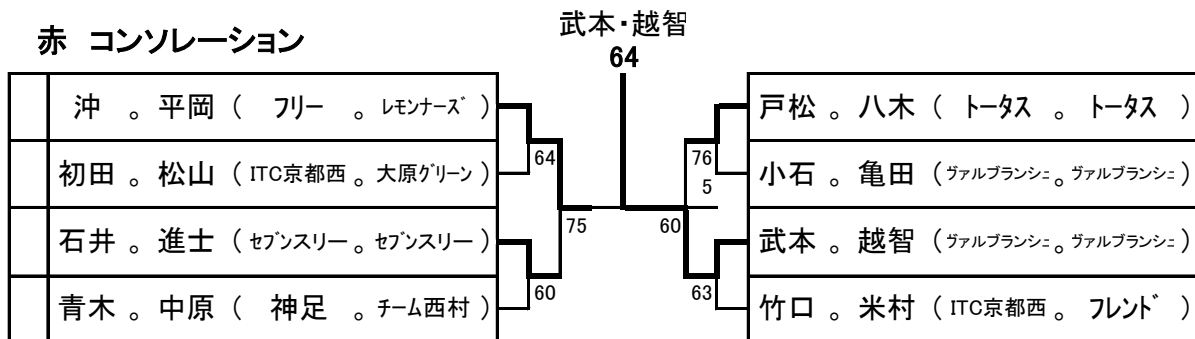 赤 コンソレーション
武本・越智
64
沖 。 平岡 ( フリー 。 レモンナーズ )
初田 。 松山 ( ITC京都西 。 大原グリーン )
石井 。 進士 ( セブンスリー 。 セブンスリー )
青木 。 中原 ( 神足 。 チーム西村 )
64
75
60
76
5
60
63
戸松 。 八木 ( トータス 。 トータス )
小石 。 亀田 ( ヴァルブランシュ 。 ヴァルブランシュ )
武本 。 越智 ( ヴァルブランシュ 。 ヴァルブランシュ )
竹口 。 米村 ( ITC京都西 。 フレンド )